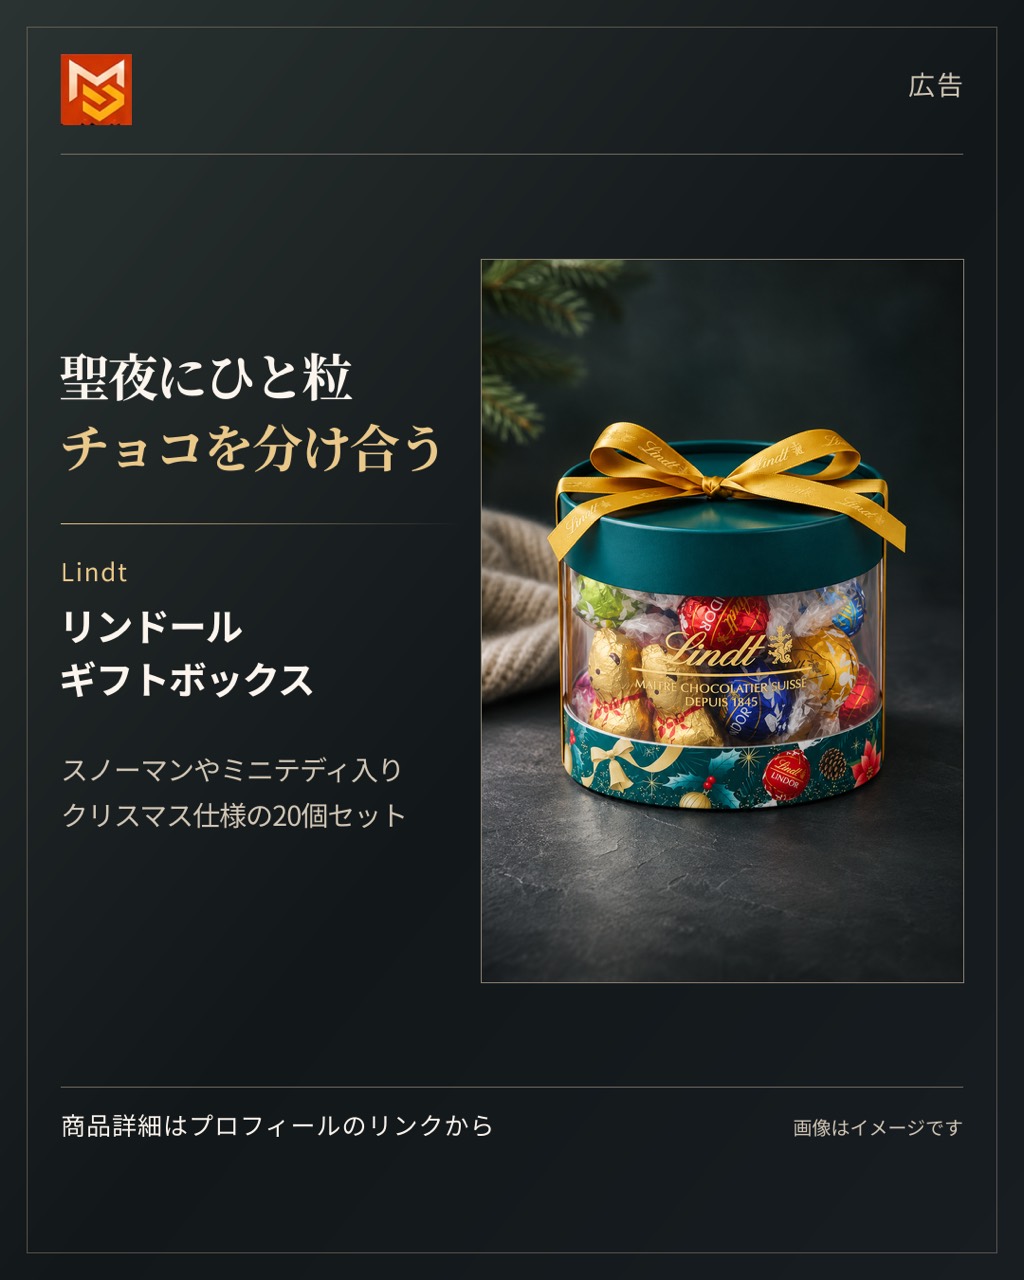 広告
聖夜にひと粒
チョコを分け合う
Lindt
リンドール
ギフトボックス
スノーマンやミニテディ入り
クリスマス仕様の20個セット
Lindt
Lindt
Lindt
LINDOR
Lindt
MAÎTRE CHOCOLATIER SUISSE
DEPUIS 1845
Lindt
LINDOR
商品詳細はプロフィールのリンクから
画像はイメージです